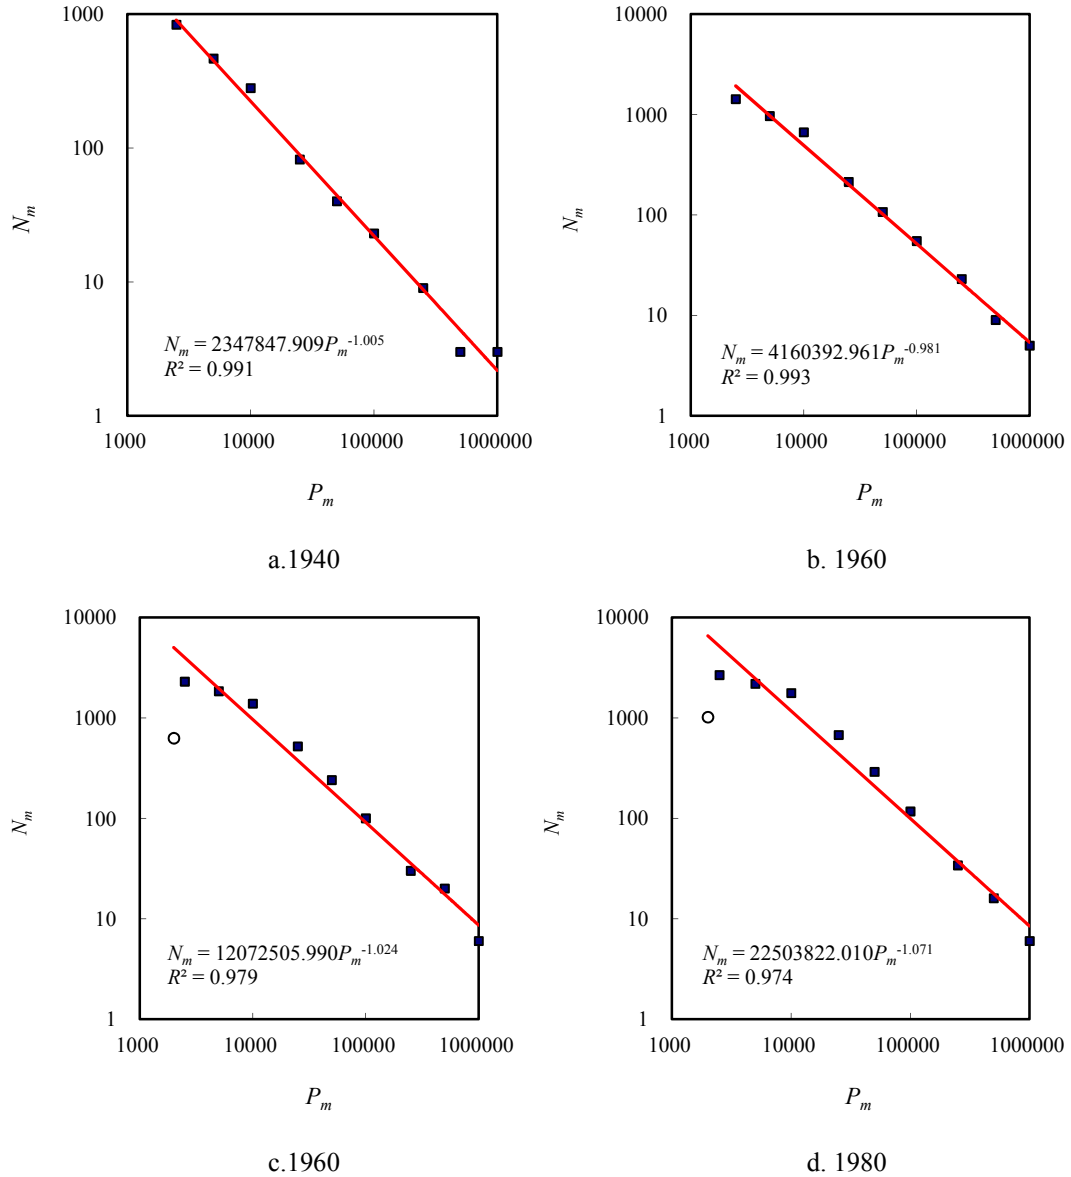 1000
100
10
1
1000
10000
100000
1000000
N_m
P_m
N_m = 2347847.909P_m^-1.005
R² = 0.991
a.1940
10000
1000
100
10
1
1000
10000
100000
1000000
N_m
P_m
N_m = 4160392.961P_m^-0.981
R² = 0.993
b. 1960
10000
1000
100
10
1
1000
10000
100000
1000000
N_m
P_m
N_m = 12072505.990P_m^-1.024
R² = 0.979
c.1960
10000
1000
100
10
1
1000
10000
100000
1000000
N_m
P_m
N_m = 22503822.010P_m^-1.071
R² = 0.974
d. 1980